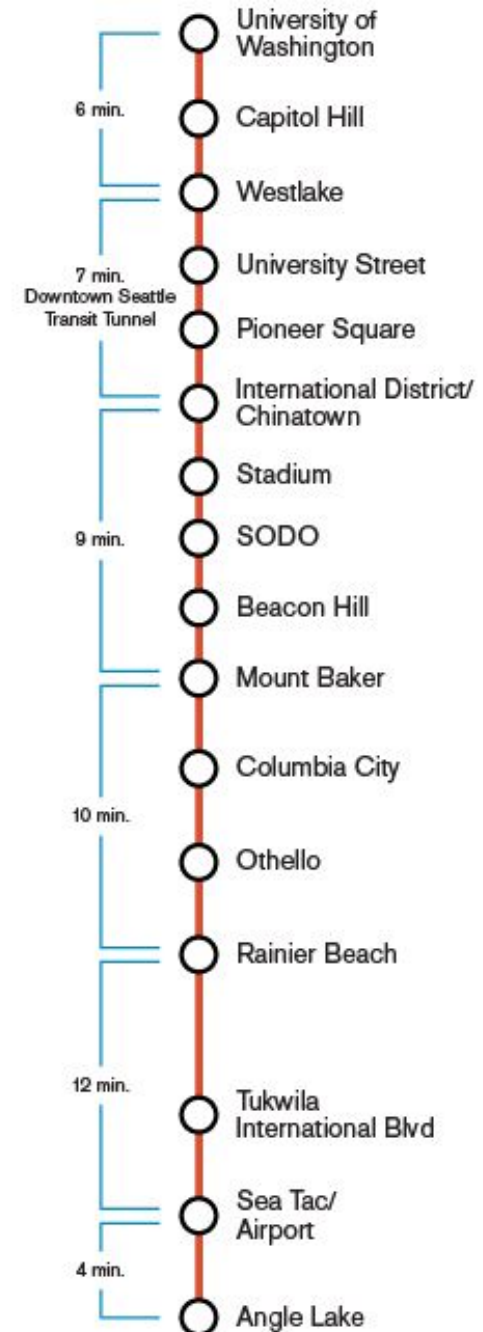 University of
Washington
6 min.
Capitol Hill
Westlake
7 min.
Downtown Seattle
Transit Tunnel
University Street
Pioneer Square
International District/
Chinatown
Stadium
9 min.
SODO
Beacon Hill
Mount Baker
Columbia City
10 min.
Othello
Rainier Beach
12 min.
Tukwila
International Blvd
Sea Tac/
Airport
4 min.
Angle Lake